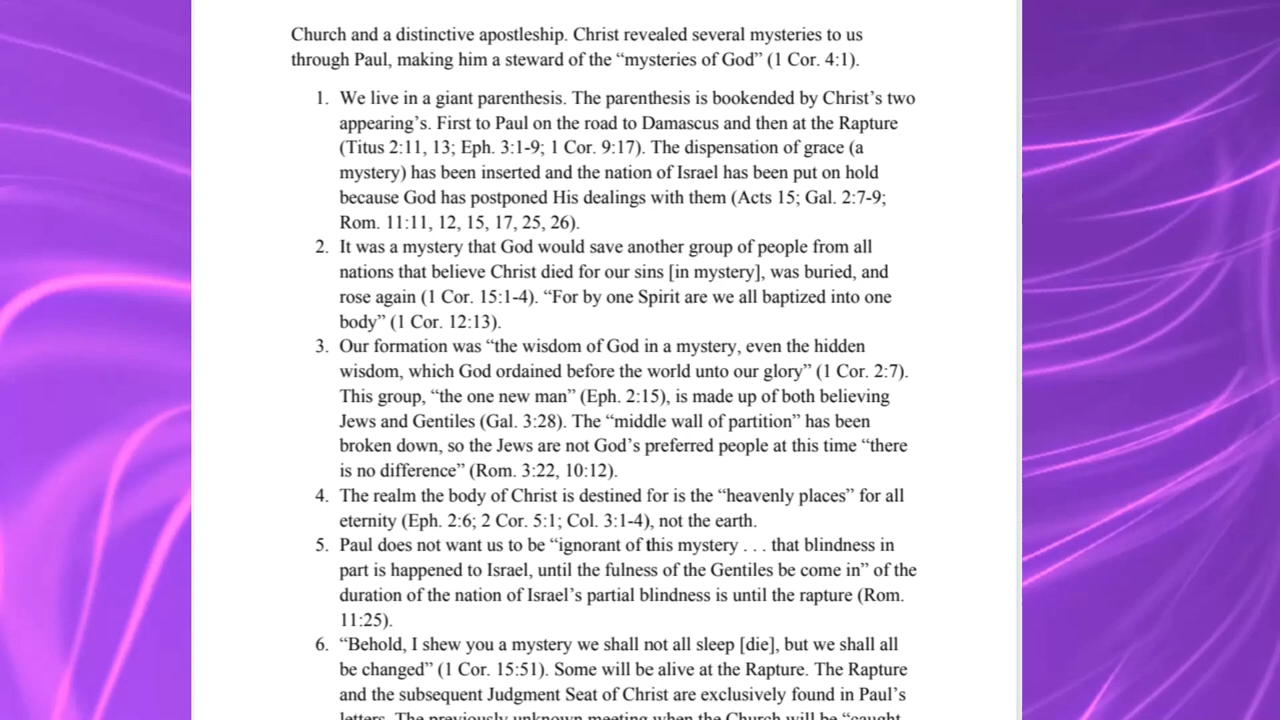 Church and a distinctive apostleship. Christ revealed several mysteries to us
through Paul, making him a steward of the “mysteries of God” (1 Cor. 4:1).
1. We live in a giant parenthesis. The parenthesis is bookended by Christ’s two
appearing’s. First to Paul on the road to Damascus and then at the Rapture
(Titus 2:11, 13; Eph. 3:1-9; 1 Cor. 9:17). The dispensation of grace (a
mystery) has been inserted and the nation of Israel has been put on hold
because God has postponed His dealings with them (Acts 15; Gal. 2:7-9;
Rom. 11:11, 12, 15, 17, 25, 26).
2. It was a mystery that God would save another group of people from all
nations that believe Christ died for our sins [in mystery], was buried, and
rose again (1 Cor. 15:1-4). “For by one Spirit are we all baptized into one
body” (1 Cor. 12:13).
3. Our formation was “the wisdom of God in a mystery, even the hidden
wisdom, which God ordained before the world unto our glory” (1 Cor. 2:7).
This group, “the one new man” (Eph. 2:15), is made up of both believing
Jews and Gentiles (Gal. 3:28). The “middle wall of partition” has been
broken down, so the Jews are not God’s preferred people at this time “there
is no difference” (Rom. 3:22, 10:12).
4. The realm the body of Christ is destined for is the “heavenly places” for all
eternity (Eph. 2:6; 2 Cor. 5:1; Col. 3:1-4), not the earth.
5. Paul does not want us to be “ignorant of this mystery . . . that blindness in
part is happened to Israel, until the fulness of the Gentiles be come in” of the
duration of the nation of Israel’s partial blindness is until the rapture (Rom.
11:25).
6. “Behold, I shew you a mystery we shall not all sleep [die], but we shall all
be changed” (1 Cor. 15:51). Some will be alive at the Rapture. The Rapture
and the subsequent Judgment Seat of Christ are exclusively found in Paul’s
letters. The previously unknown meeting when the Church will be “caught